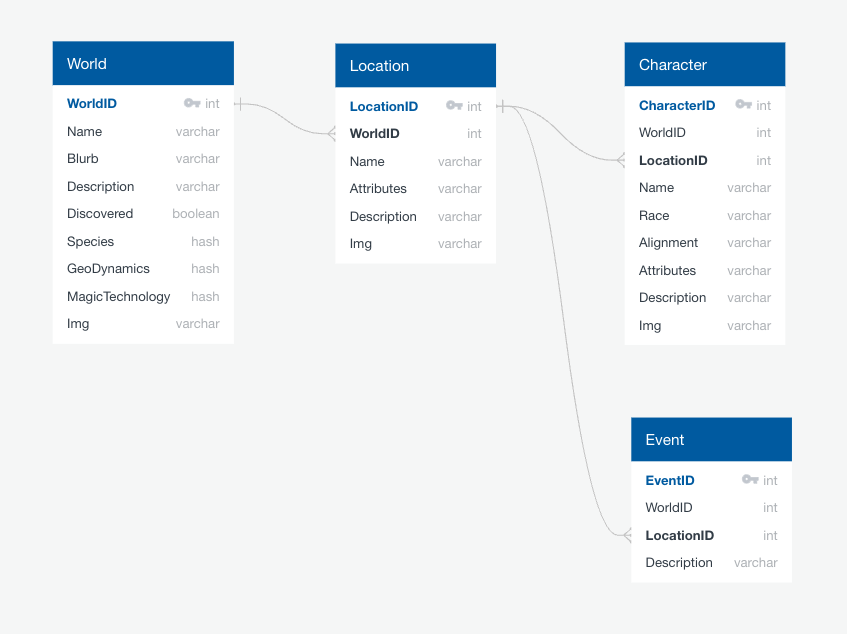 World
WorldID int
Name varchar
Blurb varchar
Description varchar
Discovered boolean
Species hash
GeoDynamics hash
MagicTechnology hash
Img varchar
Location
LocationID int
WorldID int
Name varchar
Attributes varchar
Description varchar
Img varchar
Character
CharacterID int
WorldID int
LocationID int
Name varchar
Race varchar
Alignment varchar
Attributes varchar
Description varchar
Img varchar
Event
EventID int
WorldID int
LocationID int
Description varchar